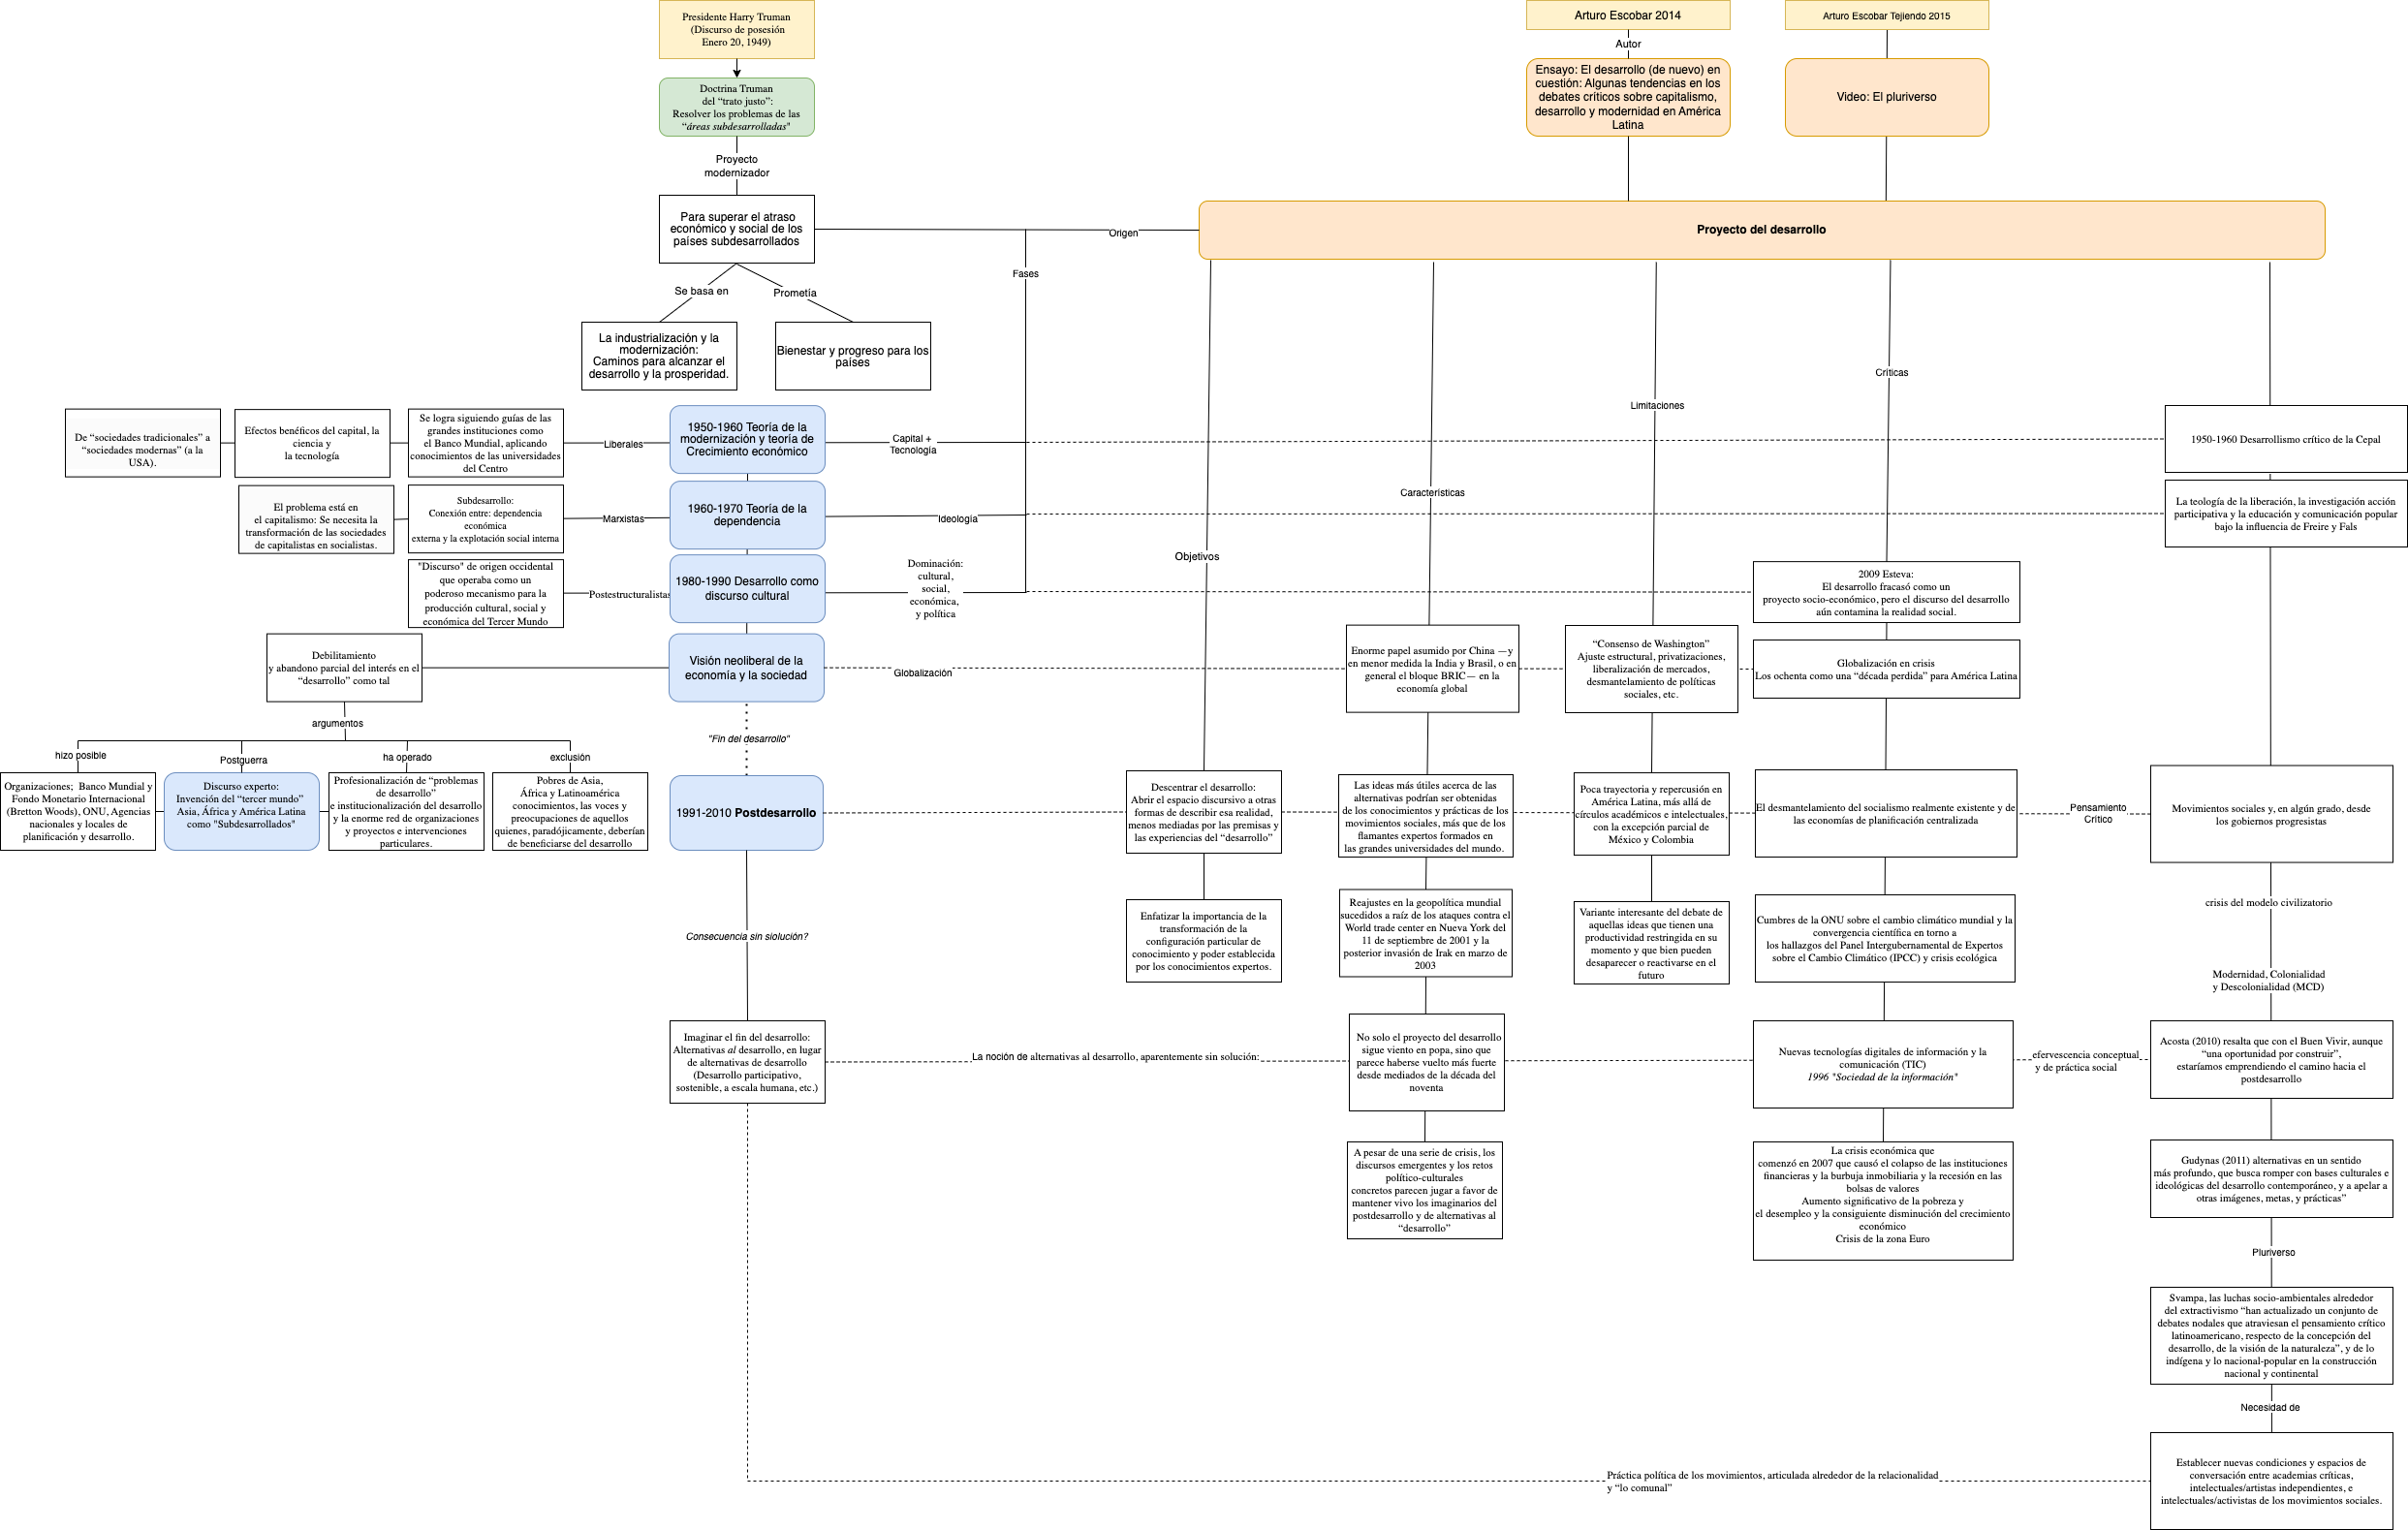 Presidente Harry Truman
(Discurso de posesión
Enero 20, 1949)
Arturo Escobar 2014
Arturo Escobar Tejiendo 2015
Autor
Doctrina Truman
del “trato justo”:
Resolver los problemas de las
“áreas subdesarrolladas"
Ensayo: El desarrollo (de nuevo) en
cuestión: Algunas tendencias en los
debates críticos sobre capitalismo,
desarrollo y modernidad en América
Latina
Video: El pluriverso
Proyecto
modernizador
Para superar el atraso
económico y social de los
países subdesarrollados
Origen
Proyecto del desarrollo
Fases
Se basa en
Prometía
La industrialización y la
modernización:
Caminos para alcanzar el
desarrollo y la prosperidad.
Bienestar y progreso para los
países
Críticas
Limitaciones
De “sociedades tradicionales” a
“sociedades modernas” (a la
USA).
Efectos benéficos del capital, la
ciencia y
la tecnología
Se logra siguiendo guías de las
grandes instituciones como
el Banco Mundial, aplicando
conocimientos de las universidades
del Centro
Liberales
1950-1960 Teoría de la
modernización y teoría de
Crecimiento económico
Capital +
Tecnología
1950-1960 Desarrollismo crítico de la Cepal
El problema está en
el capitalismo: Se necesita la
transformación de las sociedades
de capitalistas en socialistas.
Subdesarrollo:
Conexión entre: dependencia
económica
externa y la explotación social interna
Marxistas
1960-1970 Teoría de la
dependencia
Ideología
Características
La teología de la liberación, la investigación acción
participativa y la educación y comunicación popular
bajo la influencia de Freire y Fals
Objetivos
"Discurso" de origen occidental
que operaba como un
poderoso mecanismo para la
producción cultural, social y
económica del Tercer Mundo
Postestructuralistas
1980-1990 Desarrollo como
discurso cultural
Dominación:
cultural,
social,
económica,
y política
2009 Esteva:
El desarrollo fracasó como un
proyecto socio-económico, pero el discurso del desarrollo
aún contamina la realidad social.
Debilitamiento
y abandono parcial del interés en el
“desarrollo” como tal
Visión neoliberal de la
economía y la sociedad
Globalización
Enorme papel asumido por China —y
en menor medida la India y Brasil, o en
general el bloque BRIC— en la
economía global
“Consenso de Washington”
Ajuste estructural, privatizaciones,
liberalización de mercados,
desmantelamiento de políticas
sociales, etc.
Globalización en crisis
Los ochenta como una “década perdida” para América Latina
argumentos
"Fin del desarrollo"
hizo posible
Postguerra
ha operado
exclusión
Organizaciones; Banco Mundial y
Fondo Monetario Internacional
(Bretton Woods), ONU, Agencias
nacionales y locales de
planificación y desarrollo.
Discurso experto:
Invención del “tercer mundo”
Asia, África y América Latina
como "Subdesarrollados"
Profesionalización de “problemas
de desarrollo”
e institucionalización del desarrollo
y la enorme red de organizaciones
y proyectos e intervenciones
particulares.
Pobres de Asia,
África y Latinoamérica
conocimientos, las voces y
preocupaciones de aquellos
quienes, paradójicamente, deberían
de beneficiarse del desarrollo
1991-2010 Postdesarrollo
Descentrar el desarrollo:
Abrir el espacio discursivo a otras
formas de describir esa realidad,
menos mediadas por las premisas y
las experiencias del “desarrollo”
Las ideas más útiles acerca de las
alternativas podrían ser obtenidas
de los conocimientos y prácticas de los
movimientos sociales, más que de los
flamantes expertos formados en
las grandes universidades del mundo.
Poca trayectoria y repercusión en
América Latina, más allá de
círculos académicos e intelectuales,
con la excepción parcial de
México y Colombia
El desmantelamiento del socialismo realmente existente y de
las economías de planificación centralizada
Pensamiento
Crítico
Movimientos sociales y, en algún grado, desde
los gobiernos progresistas
Consecuencia sin siolución?
Enfatizar la importancia de la
transformación de la
configuración particular de
conocimiento y poder establecida
por los conocimientos expertos.
Reajustes en la geopolítica mundial
sucedidos a raíz de los ataques contra el
World trade center en Nueva York del
11 de septiembre de 2001 y la
posterior invasión de Irak en marzo de
2003
Variante interesante del debate de
aquellas ideas que tienen una
productividad restringida en su
momento y que bien pueden
desaparecer o reactivarse en el
futuro
Cumbres de la ONU sobre el cambio climático mundial y la
convergencia científica en torno a
los hallazgos del Panel Intergubernamental de Expertos
sobre el Cambio Climático (IPCC) y crisis ecológica
crisis del modelo civilizatorio
Modernidad, Colonialidad
y Descolonialidad (MCD)
Imaginar el fin del desarrollo:
Alternativas al desarrollo, en lugar
de alternativas de desarrollo
(Desarrollo participativo,
sostenible, a escala humana, etc.)
La noción de alternativas al desarrollo, aparentemente sin solución:
No solo el proyecto del desarrollo
sigue viento en popa, sino que
parece haberse vuelto más fuerte
desde mediados de la década del
noventa
Nuevas tecnologías digitales de información y la
comunicación (TIC)
1996 "Sociedad de la información"
efervescencia conceptual
y de práctica social
Acosta (2010) resalta que con el Buen Vivir, aunque
“una oportunidad por construir”,
estaríamos emprendiendo el camino hacia el
postdesarrollo
A pesar de una serie de crisis, los
discursos emergentes y los retos
político-culturales
concretos parecen jugar a favor de
mantener vivo los imaginarios del
postdesarrollo y de alternativas al
“desarrollo”
La crisis económica que
comenzó en 2007 que causó el colapso de las instituciones
financieras y la burbuja inmobiliaria y la recesión en las
bolsas de valores
Aumento significativo de la pobreza y
el desempleo y la consiguiente disminución del crecimiento
económico
Crisis de la zona Euro
Gudynas (2011) alternativas en un sentido
más profundo, que busca romper con bases culturales e
ideológicas del desarrollo contemporáneo, y a apelar a
otras imágenes, metas, y prácticas”
Pluriverso
Svampa, las luchas socio-ambientales alrededor
del extractivismo “han actualizado un conjunto de
debates nodales que atraviesan el pensamiento crítico
latinoamericano, respecto de la concepción del
desarrollo, de la visión de la naturaleza”, y de lo
indígena y lo nacional-popular en la construcción
nacional y continental
Necesidad de
Práctica política de los movimientos, articulada alrededor de la relacionalidad
y “lo comunal”
Establecer nuevas condiciones y espacios de
conversación entre academias críticas,
intelectuales/artistas independientes, e
intelectuales/activistas de los movimientos sociales.